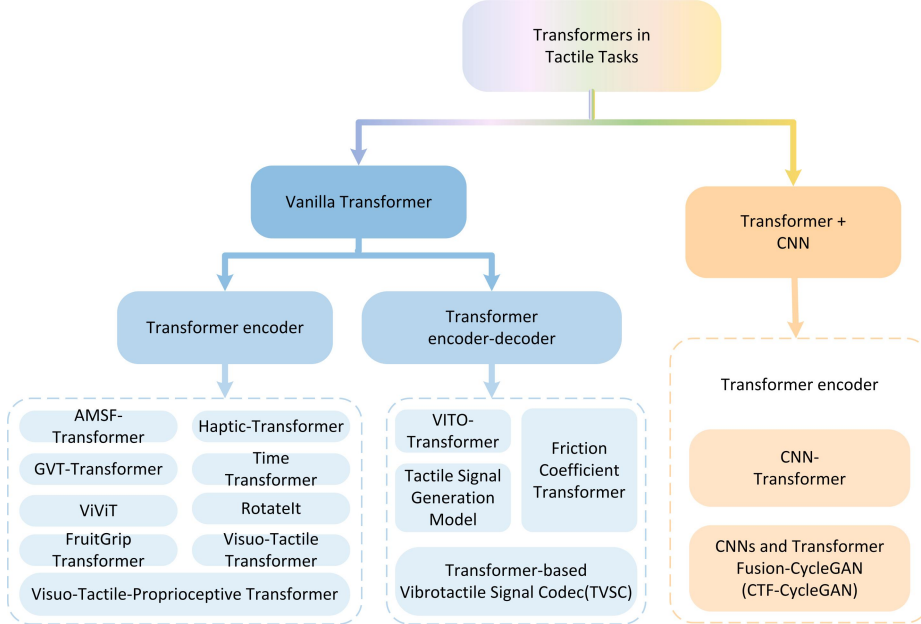 Transformers in
Tactile Tasks
Vanilla Transformer
Transformer +
CNN
Transformer encoder
Transformer
encoder-decoder
AMSF-
Transformer
Haptic-Transformer
GVT-Transformer
Time
Transformer
ViViT
RotateIt
FruitGrip
Transformer
Visuo-Tactile
Transformer
Visuo-Tactile-Proprioceptive Transformer
VITO-
Transformer
Tactile Signal
Generation
Model
Friction
Coefficient
Transformer
Transformer-based
Vibrotactile Signal Codec(TVSC)
Transformer encoder
CNN-
Transformer
CNNs and Transformer
Fusion-CycleGAN
(CTF-CycleGAN)